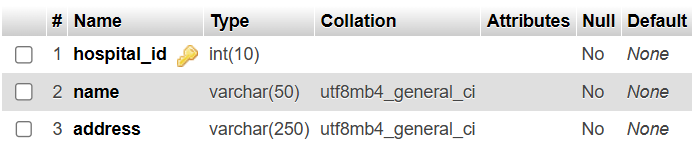 # Name Type Collation Attributes Null Default
1 hospital_id int(10) No None
2 name varchar(50) utf8mb4_general_ci No None
3 address varchar(250) utf8mb4_general_ci No None